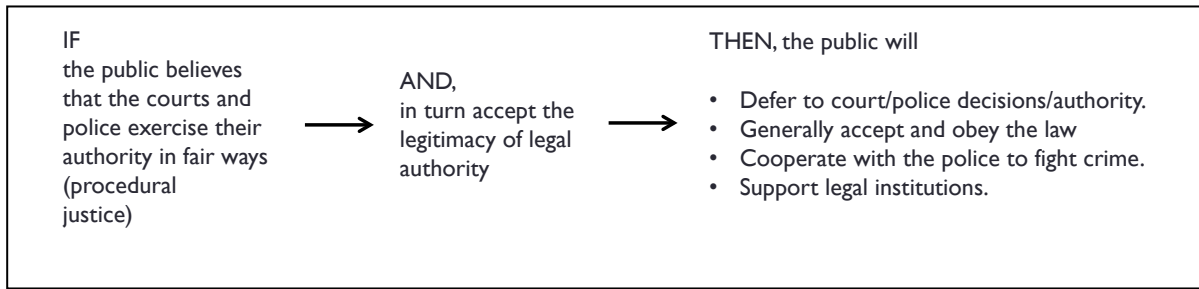 IF
the public believes
that the courts and
police exercise their
authority in fair ways
(procedural
justice)
AND,
in turn accept the
legitimacy of legal
authority
THEN, the public will
• Defer to court/police decisions/authority.
• Generally accept and obey the law
• Cooperate with the police to fight crime.
• Support legal institutions.